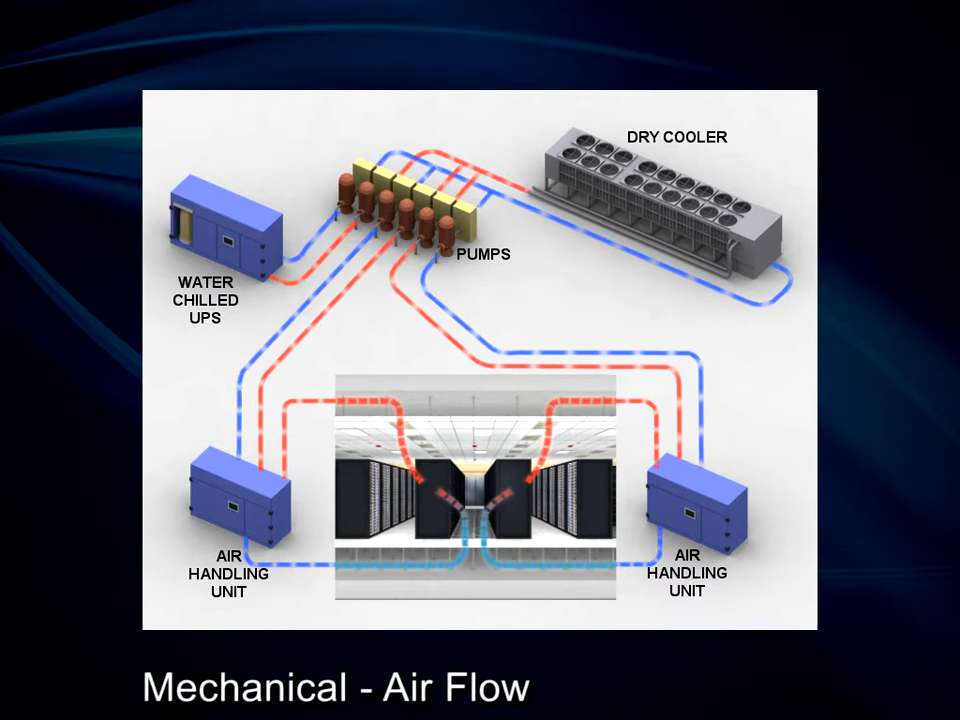 DRY COOLER
PUMPS
WATER
CHILLED
UPS
AIR
HANDLING
UNIT
AIR
HANDLING
UNIT
Mechanical - Air Flow